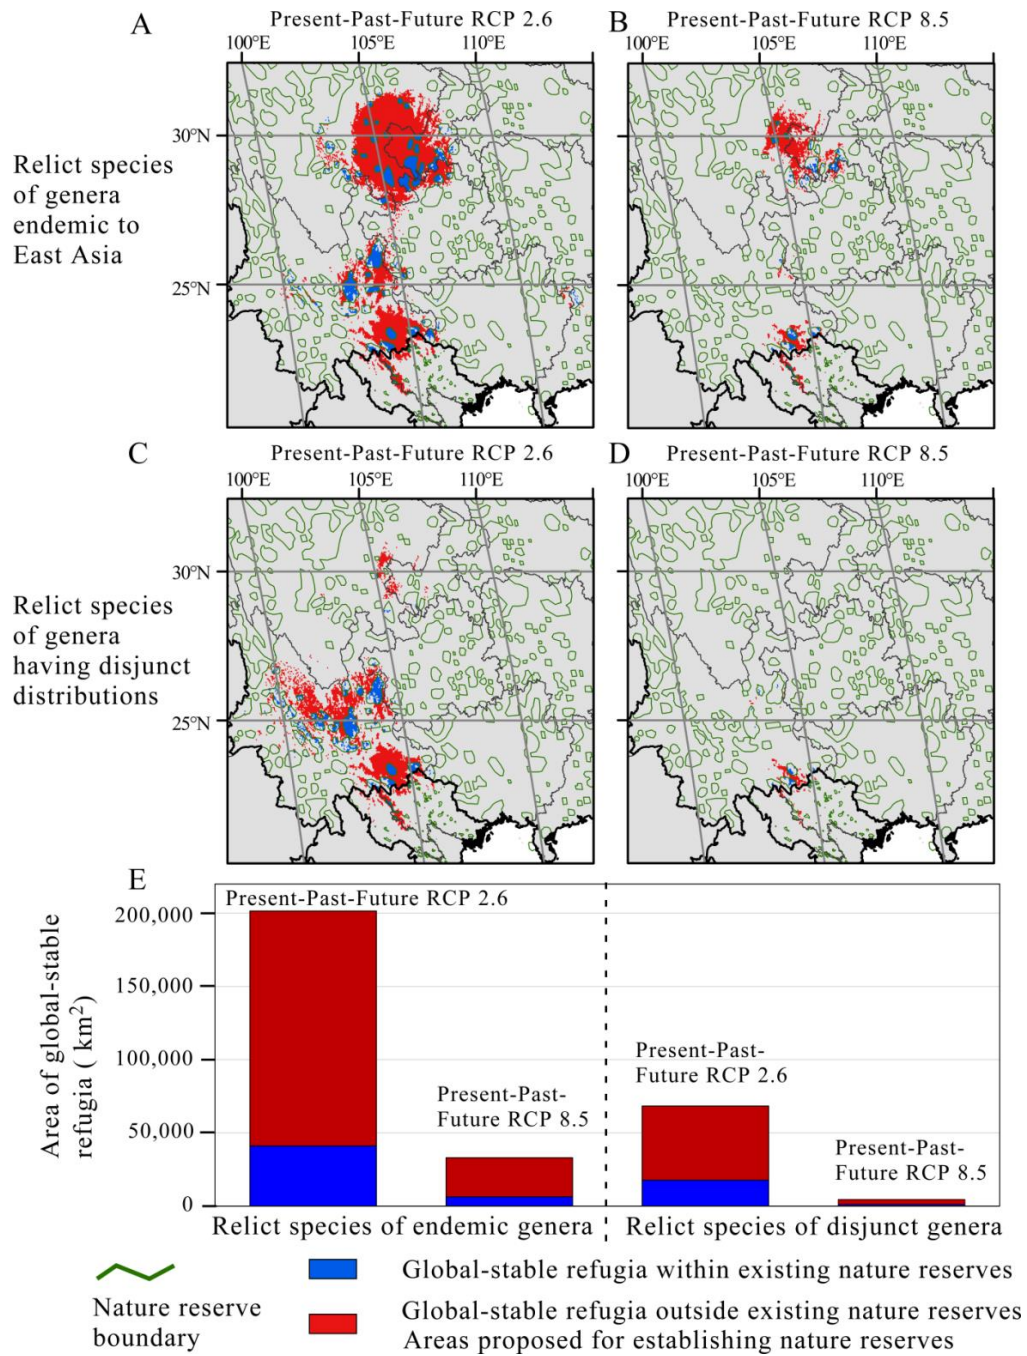 A Present-Past-Future RCP 2.6
B Present-Past-Future RCP 8.5
100°E 105°E 110°E
100°E 105°E 110°E
30°N
25°N
Relict species
of genera
endemic to
East Asia
C Present-Past-Future RCP 2.6
D Present-Past-Future RCP 8.5
100°E 105°E 110°E
100°E 105°E 110°E
30°N
25°N
Relict species
of genera
having disjunct
distributions
E
Present-Past-Future RCP 2.6
Present-Past-
Future RCP 8.5
Present-Past-
Future RCP 2.6
Present-Past-
Future RCP 8.5
Area of global-stable
refugia ( km²)
200,000
150,000
100,000
50,000
0
Relict species of endemic genera
Relict species of disjunct genera
Nature reserve
boundary
Global-stable refugia within existing nature reserves
Global-stable refugia outside existing nature reserves
Areas proposed for establishing nature reserves